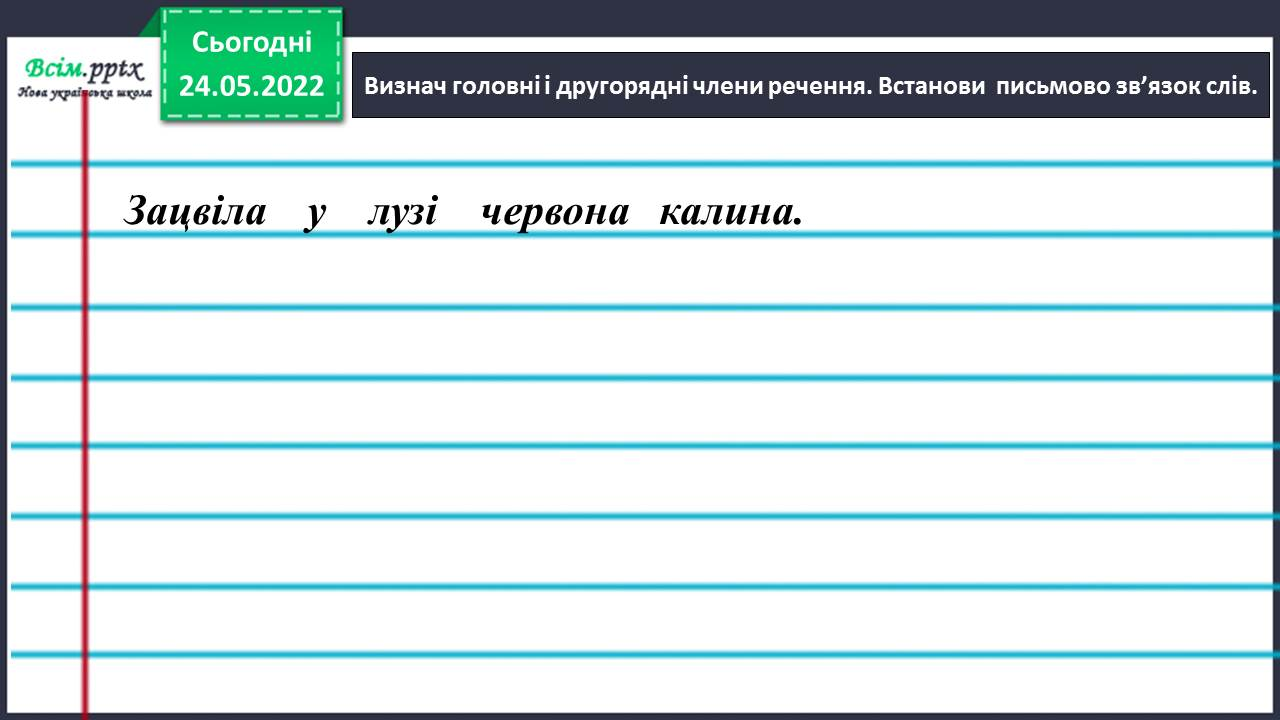 Всім.pptx
Нова українська школа
Сьогодні
24.05.2022
Визнач головні і другорядні члени речення. Встанови письмово зв’язок слів.
Зацвіла у лузі червона калина.